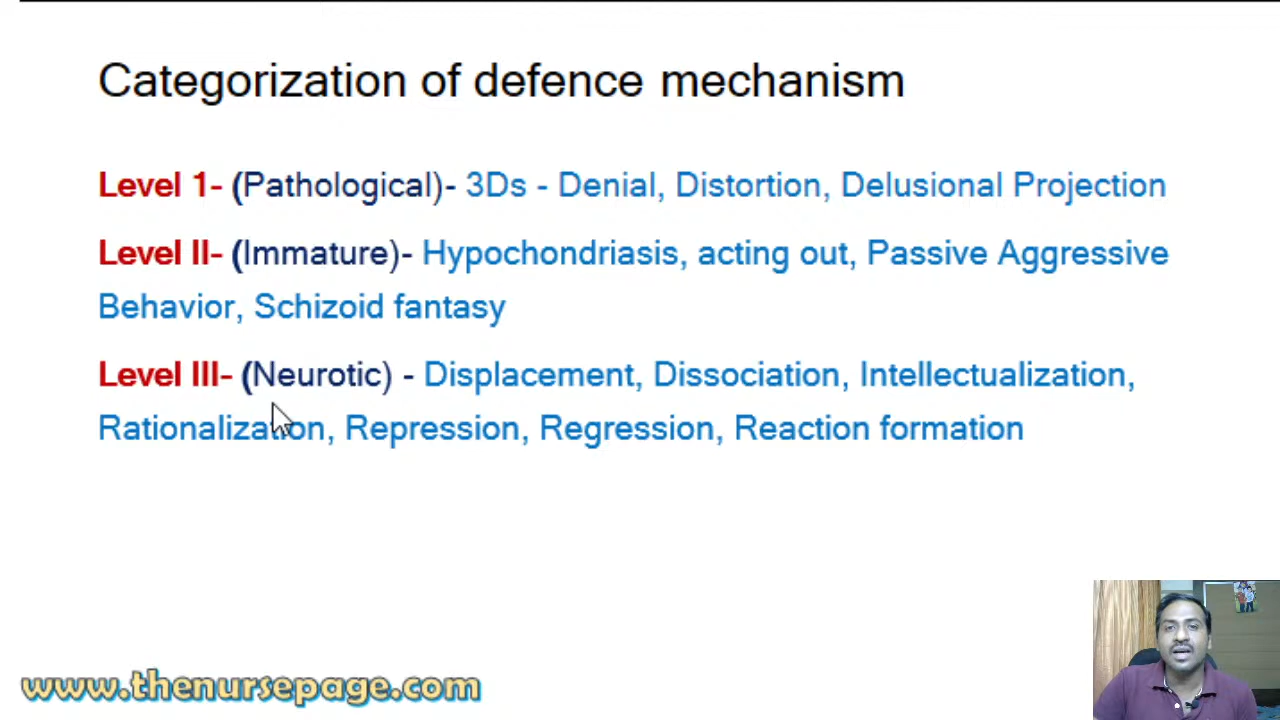 Categorization of defence mechanism
Level 1- (Pathological)- 3Ds - Denial, Distortion, Delusional Projection
Level II- (Immature)- Hypochondriasis, acting out, Passive Aggressive
Behavior, Schizoid fantasy
Level III- (Neurotic) - Displacement, Dissociation, Intellectualization,
Rationalization, Repression, Regression, Reaction formation
www.thenursepage.com